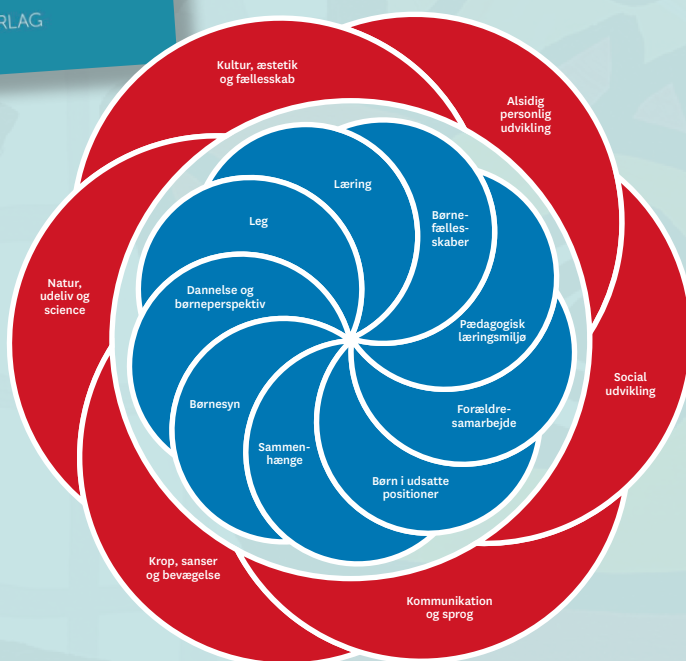 RLAG
Kultur, æstetik
og fællesskab
Alsidig
personlig
udvikling
Social
udvikling
Kommunikation
og sprog
Krop, sanser
og bevægelse
Natur,
udeliv og
science
Læring
Børne-
fælles-
skaber
Pædagogisk
læringsmiljø
Forældre-
samarbejde
Børn i udsatte
positioner
Sammen-
hænge
Børnesyn
Dannelse og
børneperspektiv
Leg